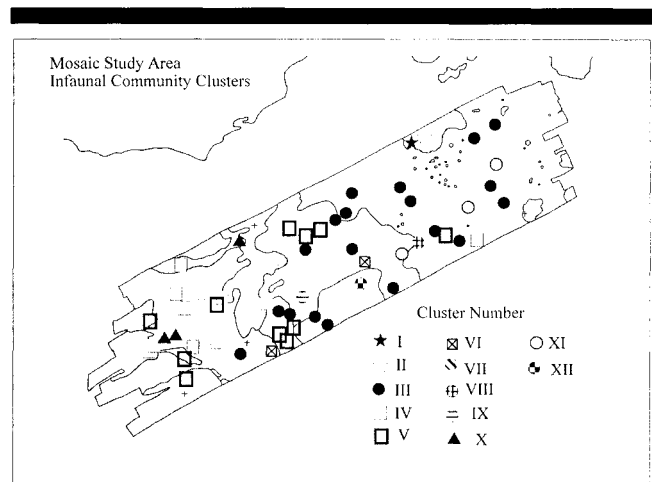 Mosaic Study Area
Infaunal Community Clusters
Cluster Number
I
II
III
IV
V
VI
VII
VIII
IX
X
XI
XII